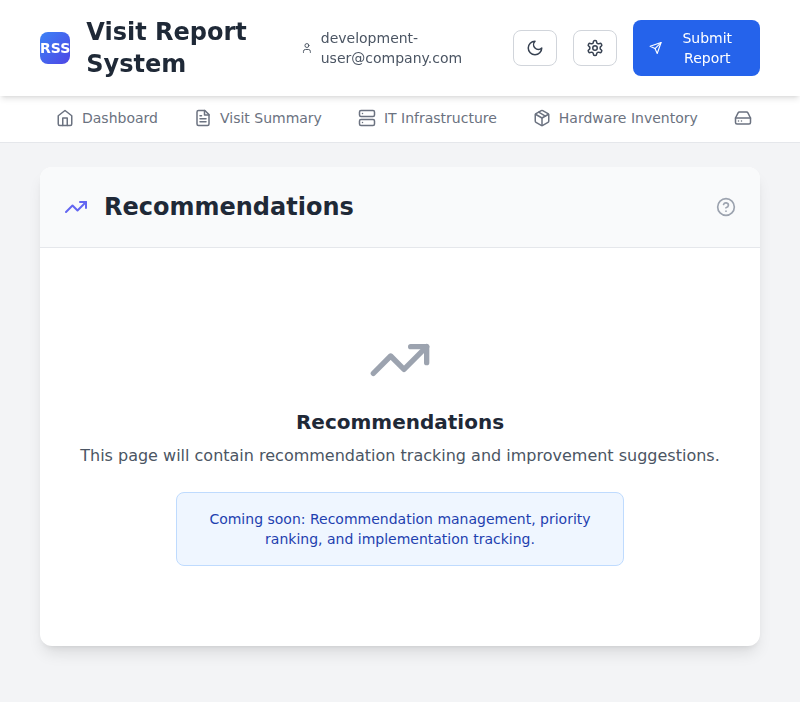 RSS
Visit Report
System
development-
user@company.com
Submit
Report
Dashboard
Visit Summary
IT Infrastructure
Hardware Inventory
Recommendations
Recommendations
This page will contain recommendation tracking and improvement suggestions.
Coming soon: Recommendation management, priority
ranking, and implementation tracking.